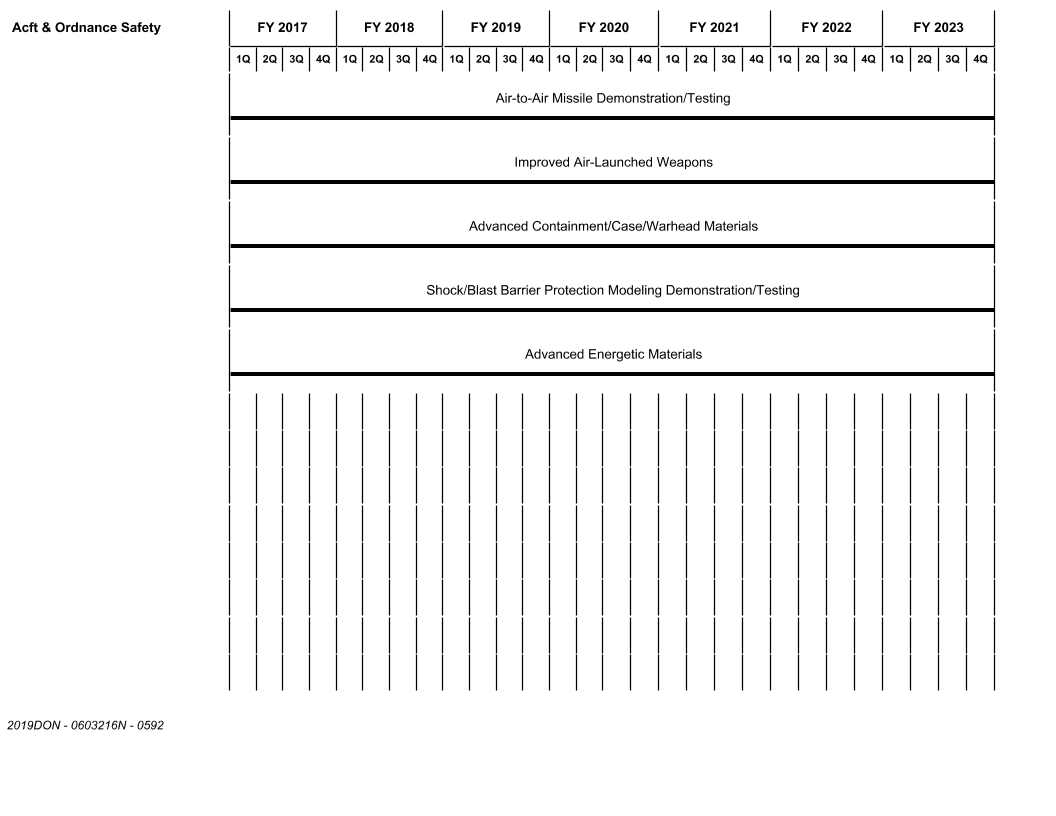 Acft & Ordnance Safety FY 2017 FY 2018 FY 2019 FY 2020 FY 2021 FY 2022 FY 2023
1Q 2Q 3Q 4Q 1Q 2Q 3Q 4Q 1Q 2Q 3Q 4Q 1Q 2Q 3Q 4Q 1Q 2Q 3Q 4Q 1Q 2Q 3Q 4Q 1Q 2Q 3Q 4Q
Air-to-Air Missile Demonstration/Testing
Improved Air-Launched Weapons
Advanced Containment/Case/Warhead Materials
Shock/Blast Barrier Protection Modeling Demonstration/Testing
Advanced Energetic Materials
2019DON - 0603216N - 0592